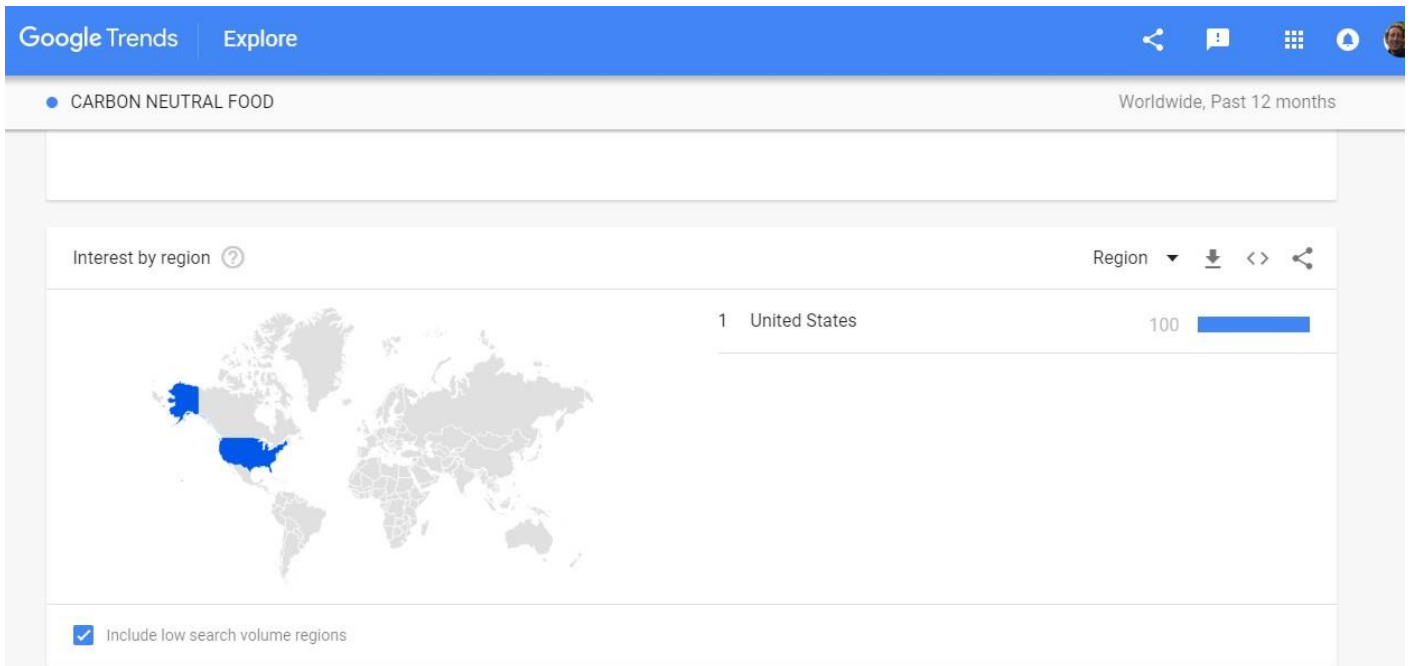 Google Trends Explore
CARBON NEUTRAL FOOD Worldwide, Past 12 months
Interest by region ? Region
1 United States 100
Include low search volume regions